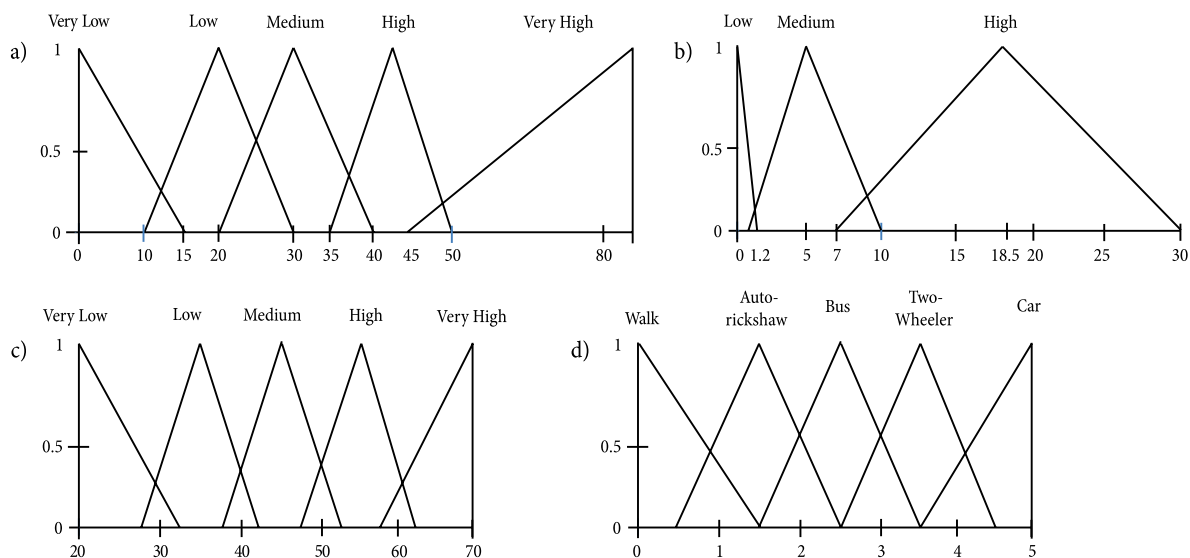 Very Low Low Medium High Very High
a)
1
0.5
0
0 10 15 20 30 35 40 45 50 80
Low Medium High
b)
1
0.5
0
0 1.2 5 7 10 15 18.5 20 25 30
Very Low Low Medium High Very High
c)
1
0.5
0
20 30 40 50 60 70
Walk Auto-
rickshaw Bus Two-
Wheeler Car
d)
1
0.5
0
0 1 2 3 4 5